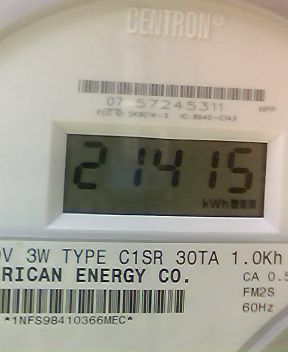 CENTRON®
07 57245311
HPP
21415
kWh
V 3W TYPE C1SR 30TA 1.0Kh
RICAN ENERGY CO.
CA 0.5
FM2S
60Hz
*1NFS98410366MEC*